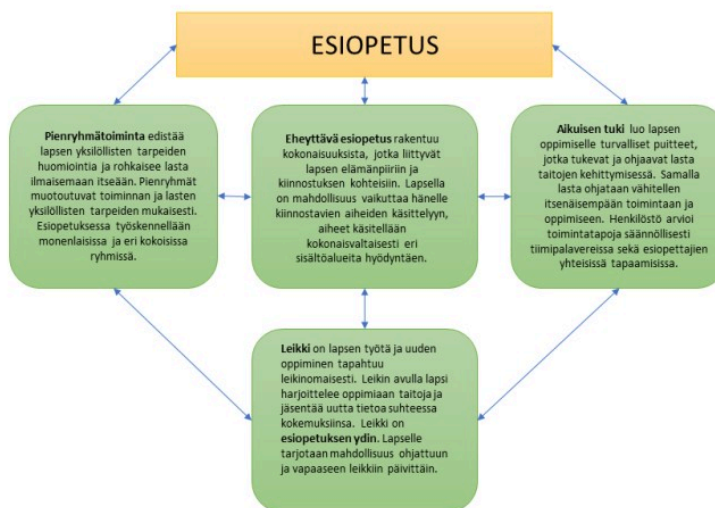 ESIOPETUS
Pienryhmätoiminta edistää
lapsen yksilöllisten tarpeiden
huomiointia ja rohkaisee lasta
ilmaisemaan itseään. Pienryhmät
muotoutuvat toiminnan ja lasten
yksilöllisten tarpeiden mukaisesti.
Esiopetuksessa työskennellään
monenlaisissa ja eri kokoisissa
ryhmissä.
Eheyttävä esiopetus rakentuu
kokonaisuuksista, jotka liittyvät
lapsen elämänpiiriin ja
kiinnostuksen kohteisiin. Lapsella
on mahdollisuus vaikuttaa hänelle
kiinnostavien aiheiden käsittelyyn,
aiheet käsitellään
kokonaisvaltaisesti eri
sisältöalueita hyödyntäen.
Aikuisen tuki luo lapsen
oppimiselle turvalliset puitteet,
jotka tukevat ja ohjaavat lasta
taitojen kehittymisessä. Samalla
lasta ohjataan vähitellen
itsenäisempään toimintaan ja
oppimiseen. Henkilöstö arvioi
toimintatapoja säännöllisesti
tiimipalavereissa sekä esiopettajien
yhteisissä tapaamisissa.
Leikki on lapsen työtä ja uuden
oppiminen tapahtuu
leikinomaisesti. Leikin avulla lapsi
harjoittelee oppimiaan taitoja ja
jäsentää uutta tietoa suhteessa
kokemuksiinsa. Leikki on
esiopetuksen ydin. Lapselle
tarjotaan mahdollisuus ohjattuun
ja vapaaseen leikkiin päivittäin.